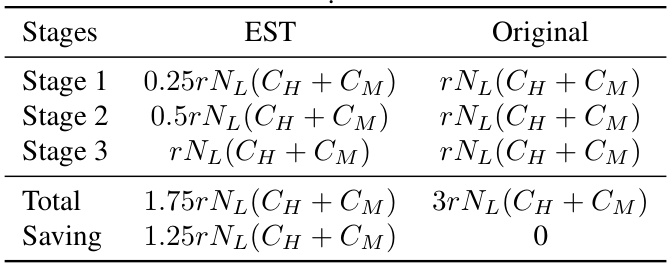 Stages EST Original
Stage 1 0.25rN_L(C_H + C_M) rN_L(C_H + C_M)
Stage 2 0.5rN_L(C_H + C_M) rN_L(C_H + C_M)
Stage 3 rN_L(C_H + C_M) rN_L(C_H + C_M)
Total 1.75rN_L(C_H + C_M) 3rN_L(C_H + C_M)
Saving 1.25rN_L(C_H + C_M) 0